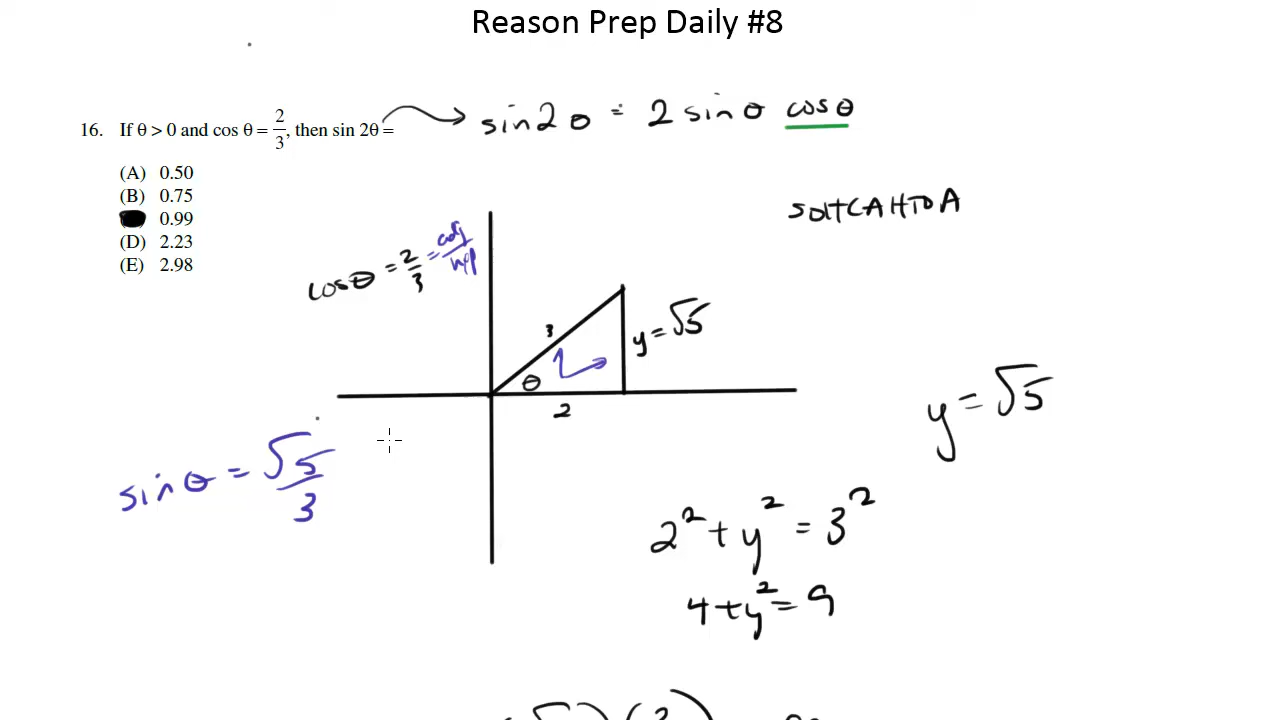 Reason Prep Daily #8
16. If θ > 0 and cos θ = 2/3, then sin 2θ =
sin2θ = 2 sinθ cosθ
(A) 0.50
(B) 0.75
0.99
(D) 2.23
(E) 2.98
SOHCAHTOA
cosθ = 2/3 = adj/hyp
3
y = √5
θ
2
y = √5
sinθ = √5/3
2² + y² = 3²
4 + y² = 9